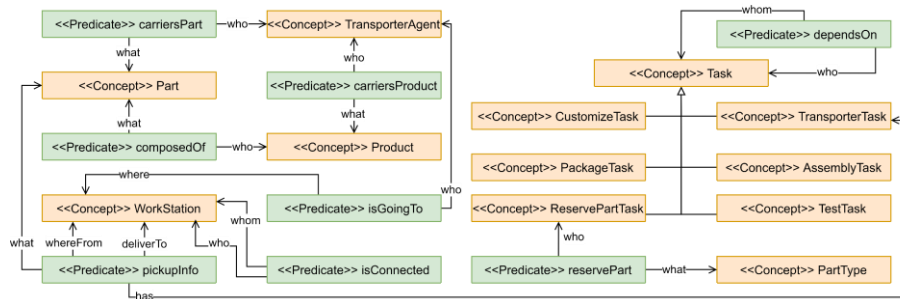 <<Predicate>> carriersPart
who
<<Concept>> TransporterAgent
what
who
<<Concept>> Part
<<Predicate>> carriersProduct
what
what
<<Predicate>> composedOf
who
<<Concept>> Product
where
who
<<Concept>> WorkStation
<<Predicate>> isGoingTo
whom
what
whereFrom
deliverTo
who
<<Predicate>> pickupInfo
<<Predicate>> isConnected
has
whom
<<Predicate>> dependsOn
who
<<Concept>> Task
<<Concept>> CustomizeTask
<<Concept>> TransporterTask
<<Concept>> PackageTask
<<Concept>> AssemblyTask
<<Concept>> ReservePartTask
<<Concept>> TestTask
who
<<Predicate>> reservePart
what
<<Concept>> PartType